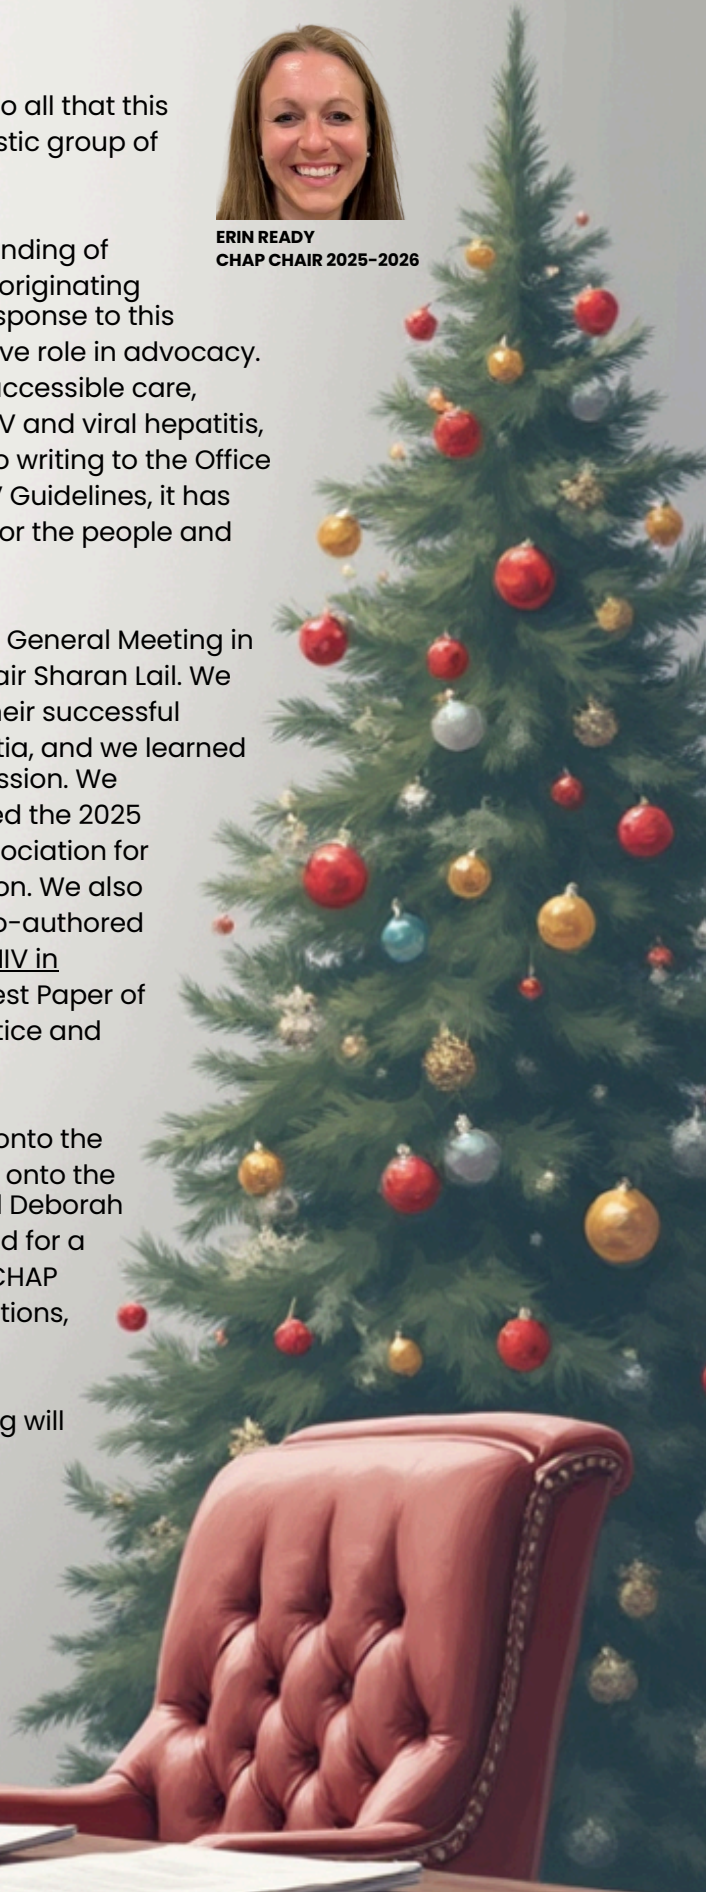 o all that this
stic group of
ERIN READY
CHAP CHAIR 2025-2026
nding of
originating
sponse to this
ve role in advocacy.
ccessible care,
V and viral hepatitis,
o writing to the Office
Guidelines, it has
or the people and
General Meeting in
air Sharan Lail. We
heir successful
tia, and we learned
ssion. We
ed the 2025
ociation for
on. We also
o-authored
HIV in
est Paper of
tice and
onto the
onto the
Deborah
d for a
CHAP
tions,
g will